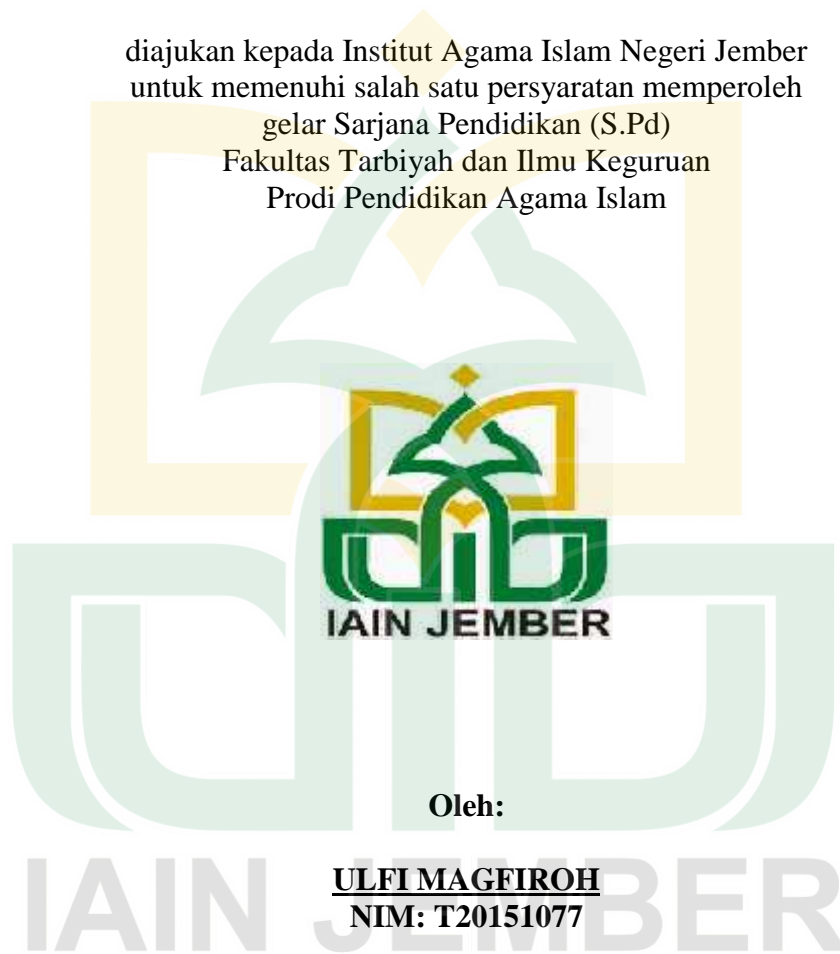 diajukan kepada Institut Agama Islam Negeri Jember
untuk memenuhi salah satu persyaratan memperoleh
gelar Sarjana Pendidikan (S.Pd)
Fakultas Tarbiyah dan Ilmu Keguruan
Prodi Pendidikan Agama Islam
IAIN JEMBER
Oleh:
ULFI MAGFIROH
NIM: T20151077
IAIN JEMBER